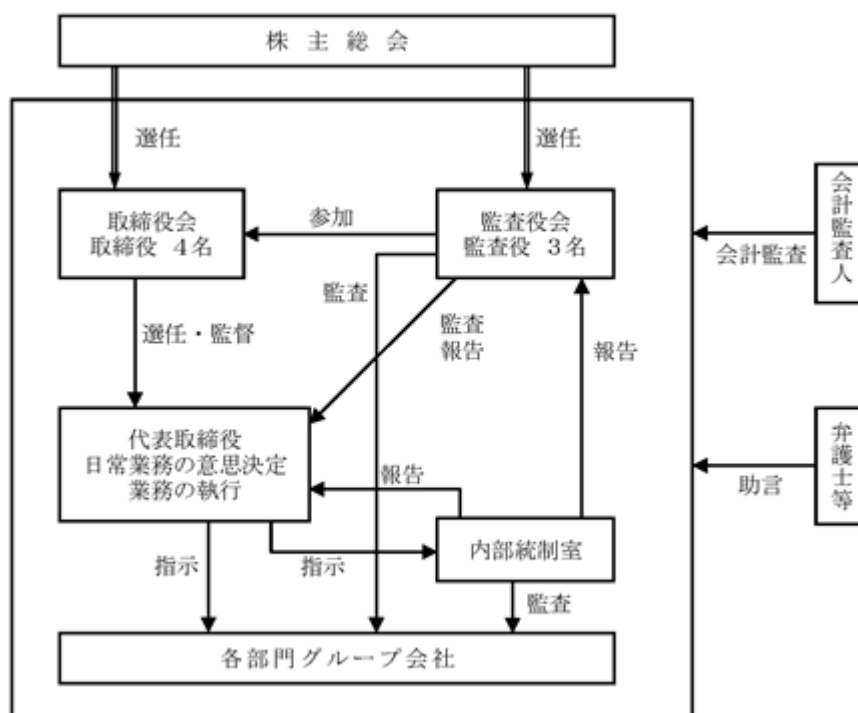 株主総会
選任
選任
取締役会
取締役 4名
参加
監査役会
監査役 3名
会計監査人
会計監査
監査
選任・監督
監査
報告
報告
代表取締役
日常業務の意思決定
業務の執行
報告
弁護士等
助言
指示
指示
内部統制室
監査
各部門グループ会社